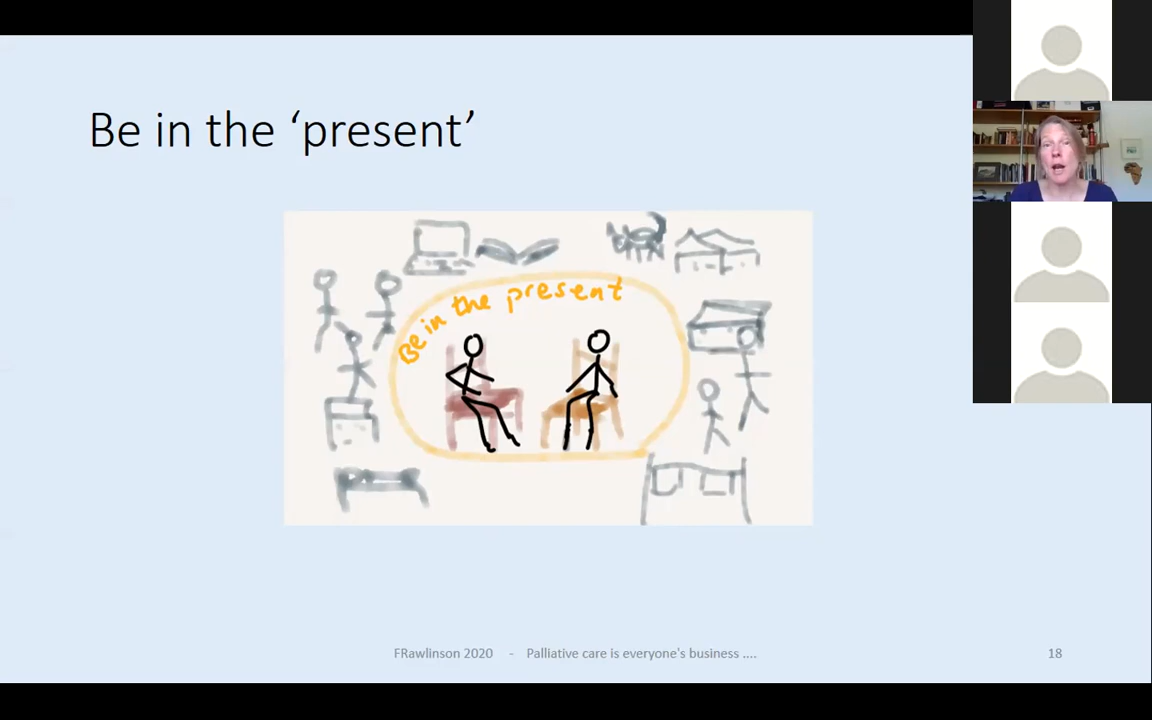 Be in the ‘present’
Be in the present
FRawlinson 2020 - Palliative care is everyone's business ....
18